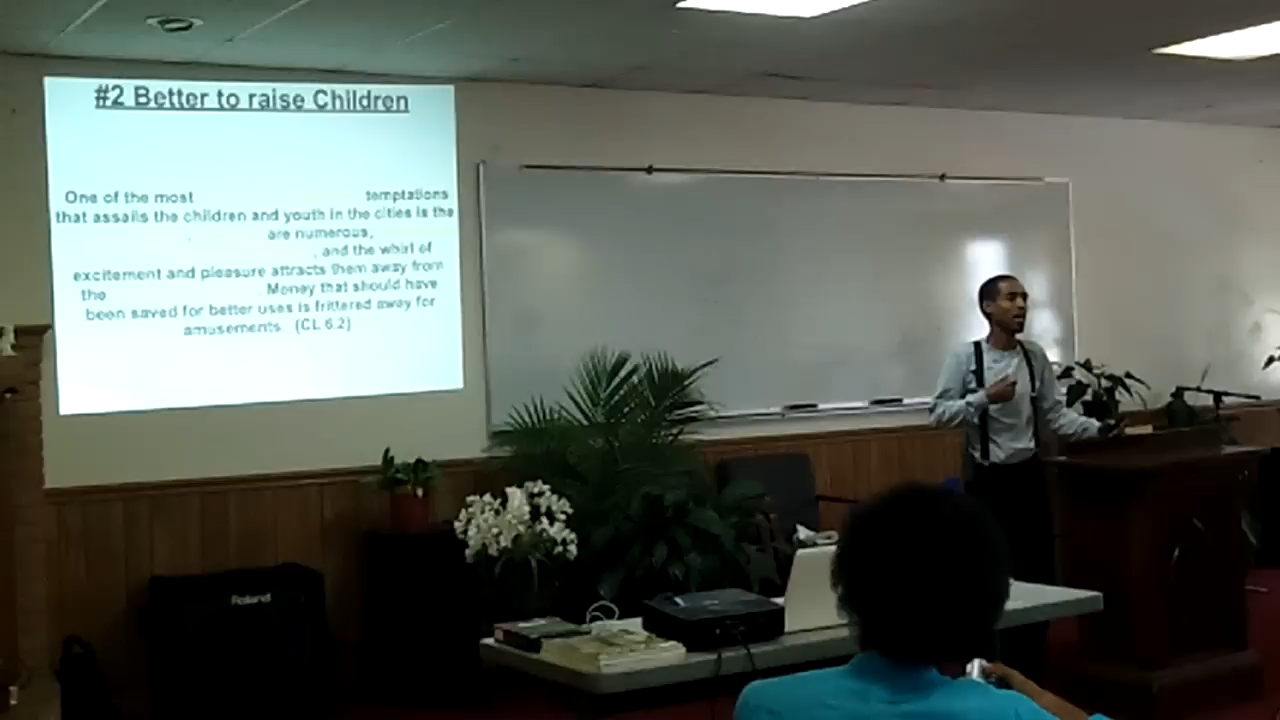 #2 Better to raise Children
One of the most temptations
that assails the children and youth in the cities is the
are numerous,
, and the whirl of
excitement and pleasure attracts them away from
the . Money that should have
been saved for better uses is frittered away for
amusements. (CL 6.2)
Roland